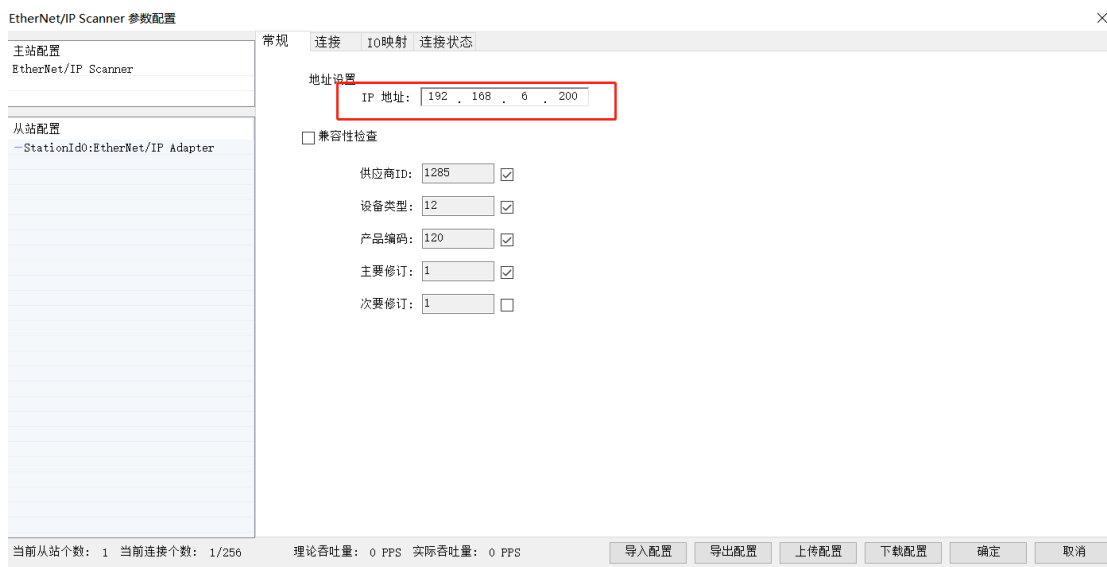 EtherNet/IP Scanner 参数配置
主站配置
EtherNet/IP Scanner
从站配置
StationId0:EtherNet/IP Adapter
常规 连接 IO映射 连接状态
地址设置
IP 地址: 192 . 168 . 6 . 200
兼容性检查
供应商ID: 1285
设备类型: 12
产品编码: 120
主要修订: 1
次要修订: 1
当前从站个数: 1 当前连接个数: 1/256 理论吞吐量: 0 PPS 实际吞吐量: 0 PPS 导入配置 导出配置 上传配置 下载配置 确定 取消